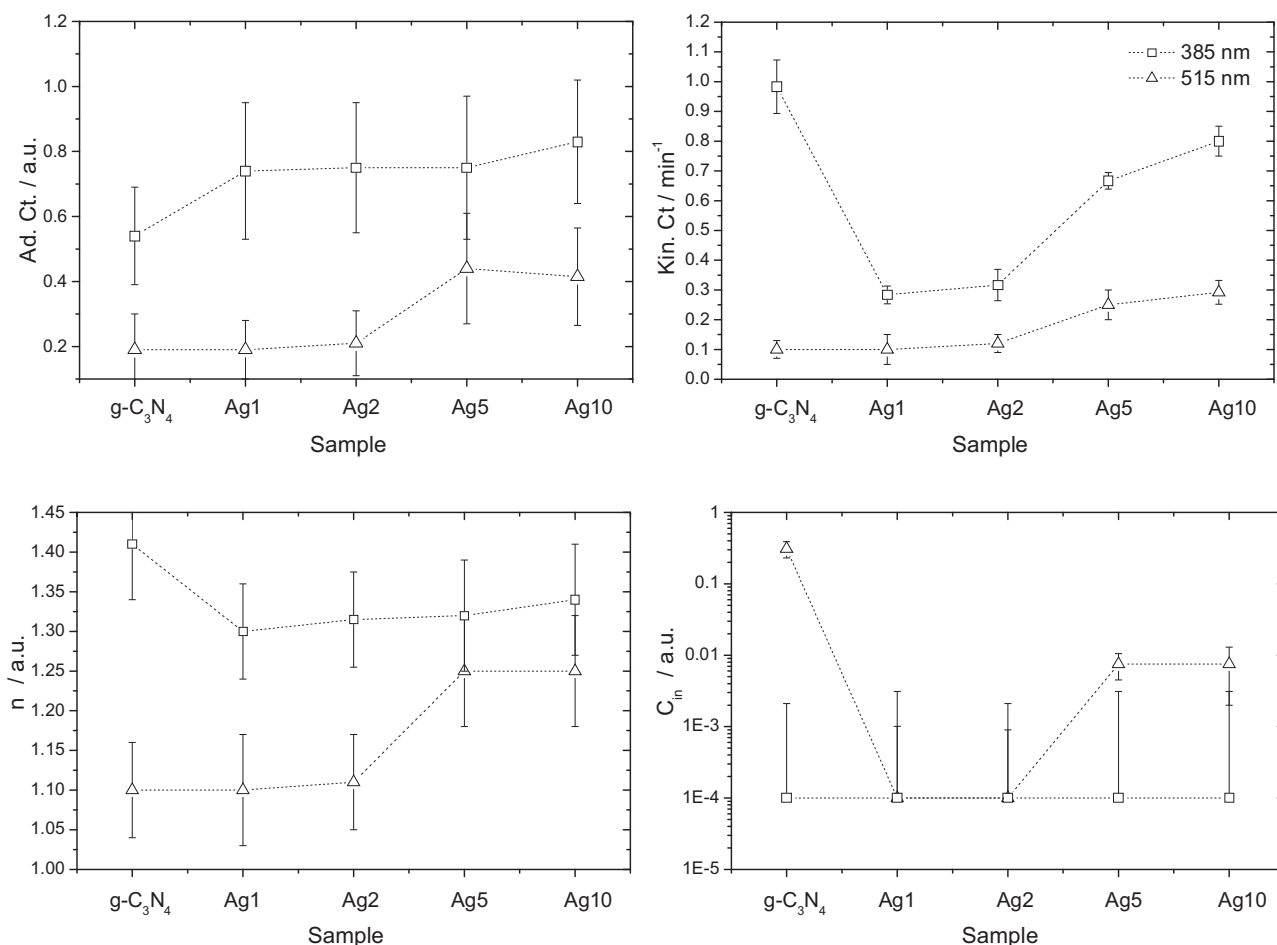 1.2
1.0
0.8
0.6
0.4
0.2
Ad. Ct. / a.u.
g-C₃N₄ Ag1 Ag2 Ag5 Ag10
Sample
1.2
1.1
1.0
0.9
0.8
0.7
0.6
0.5
0.4
0.3
0.2
0.1
0.0
Kin. Ct / min⁻¹
385 nm
515 nm
g-C₃N₄ Ag1 Ag2 Ag5 Ag10
Sample
1.45
1.40
1.35
1.30
1.25
1.20
1.15
1.10
1.05
1.00
n / a.u.
g-C₃N₄ Ag1 Ag2 Ag5 Ag10
Sample
1
0.1
0.01
1E-3
1E-4
1E-5
C_in / a.u.
g-C₃N₄ Ag1 Ag2 Ag5 Ag10
Sample